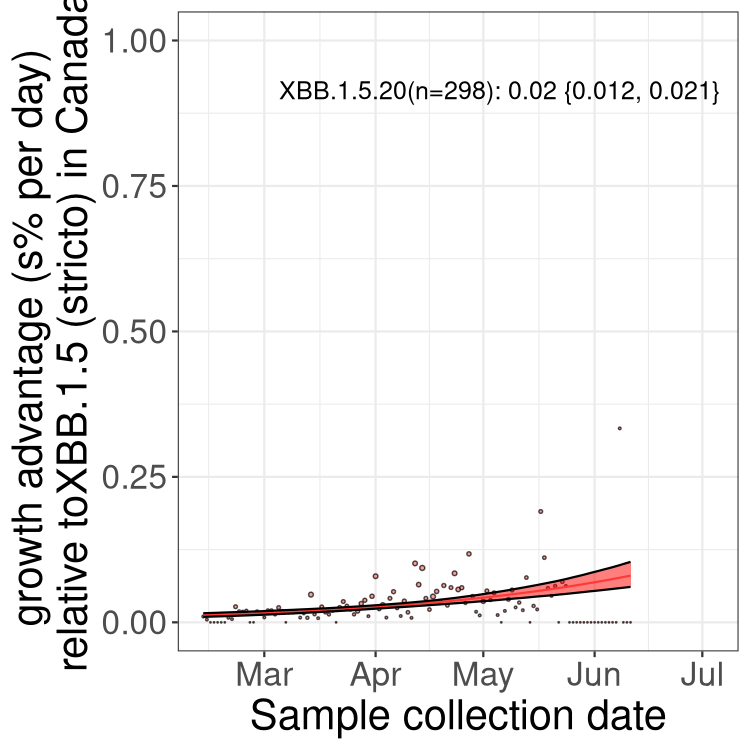 growth advantage (s% per day)
relative toXBB.1.5 (stricto) in Canada
1.00
0.75
0.50
0.25
0.00
XBB.1.5.20(n=298): 0.02 {0.012, 0.021}
Mar Apr May Jun Jul
Sample collection date